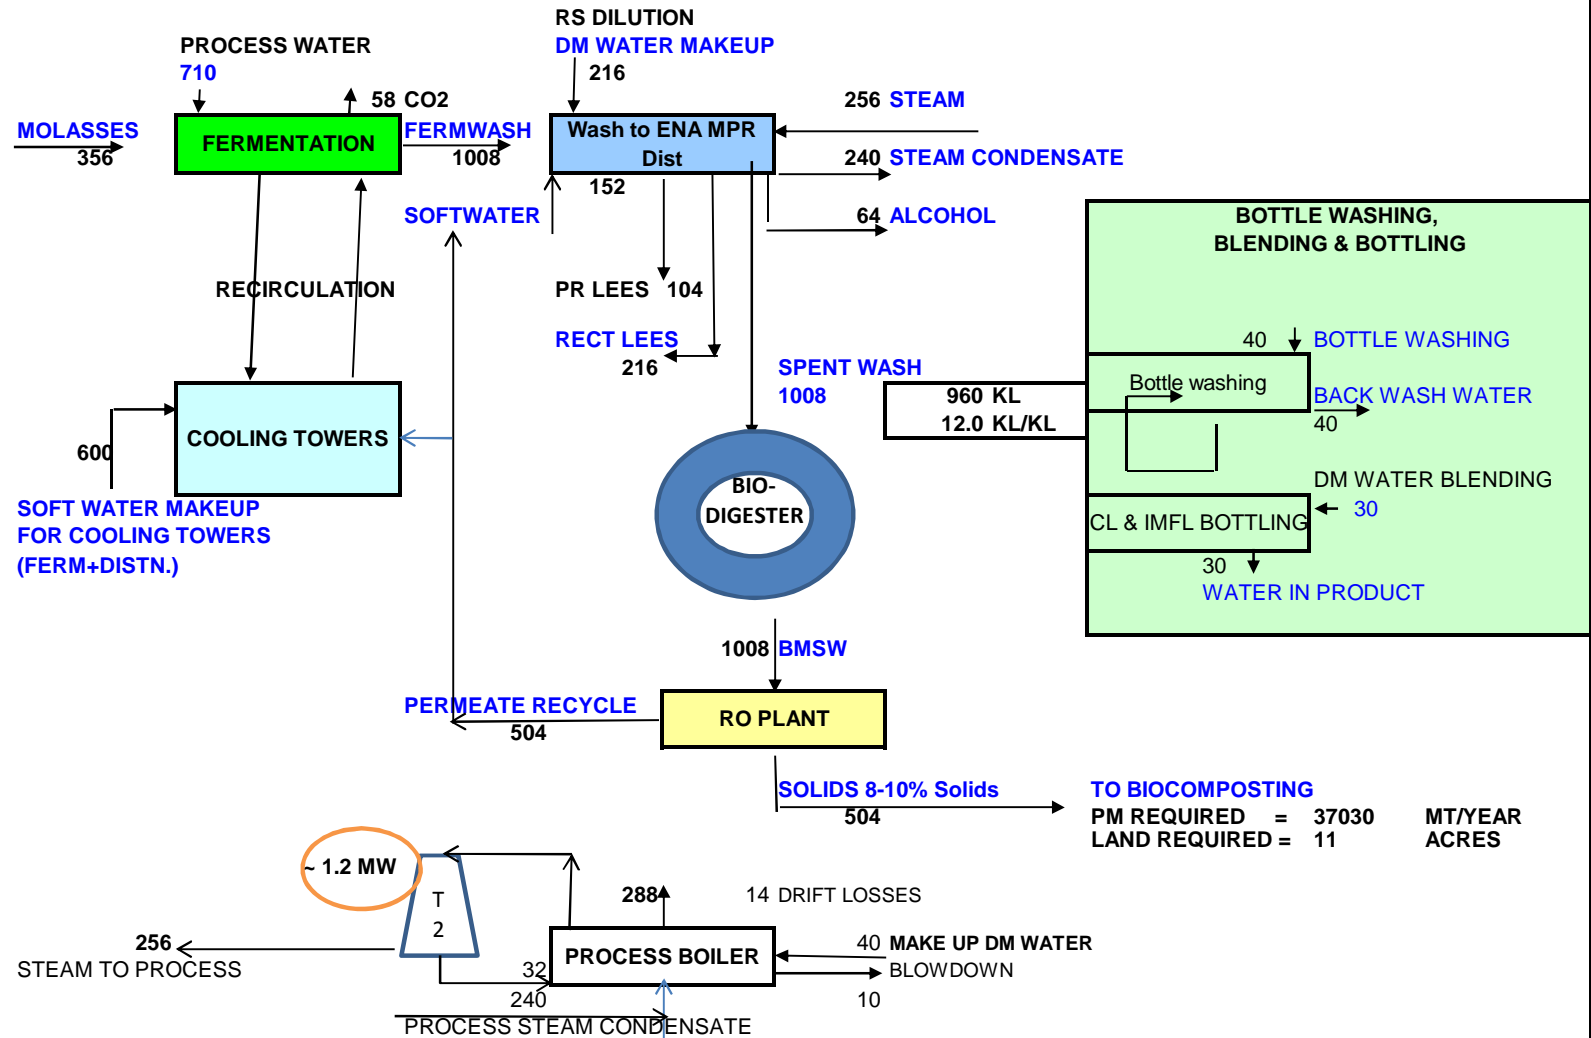 RS DILUTION
PROCESS WATER
DM WATER MAKEUP
710
216
58 CO2
256 STEAM
MOLASSES
356
FERMENTATION
FERMWASH
1008
Wash to ENA MPR
Dist
152
240 STEAM CONDENSATE
SOFTWATER
64 ALCOHOL
BOTTLE WASHING,
BLENDING & BOTTLING
RECIRCULATION
PR LEES 104
RECT LEES
216
40
BOTTLE WASHING
SPENT WASH
1008
960 KL
12.0 KL/KL
Bottle washing
BACK WASH WATER
40
COOLING TOWERS
600
SOFT WATER MAKEUP
FOR COOLING TOWERS
(FERM+DISTN.)
BIO-
DIGESTER
DM WATER BLENDING
30
CL & IMFL BOTTLING
30
WATER IN PRODUCT
1008 BMSW
PERMEATE RECYCLE
504
RO PLANT
SOLIDS 8-10% Solids
504
TO BIOCOMPOSTING
PM REQUIRED = 37030 MT/YEAR
LAND REQUIRED = 11 ACRES
~ 1.2 MW
T
2
288
14 DRIFT LOSSES
256
STEAM TO PROCESS
PROCESS BOILER
40 MAKE UP DM WATER
BLOWDOWN
10
32
240
PROCESS STEAM CONDENSATE